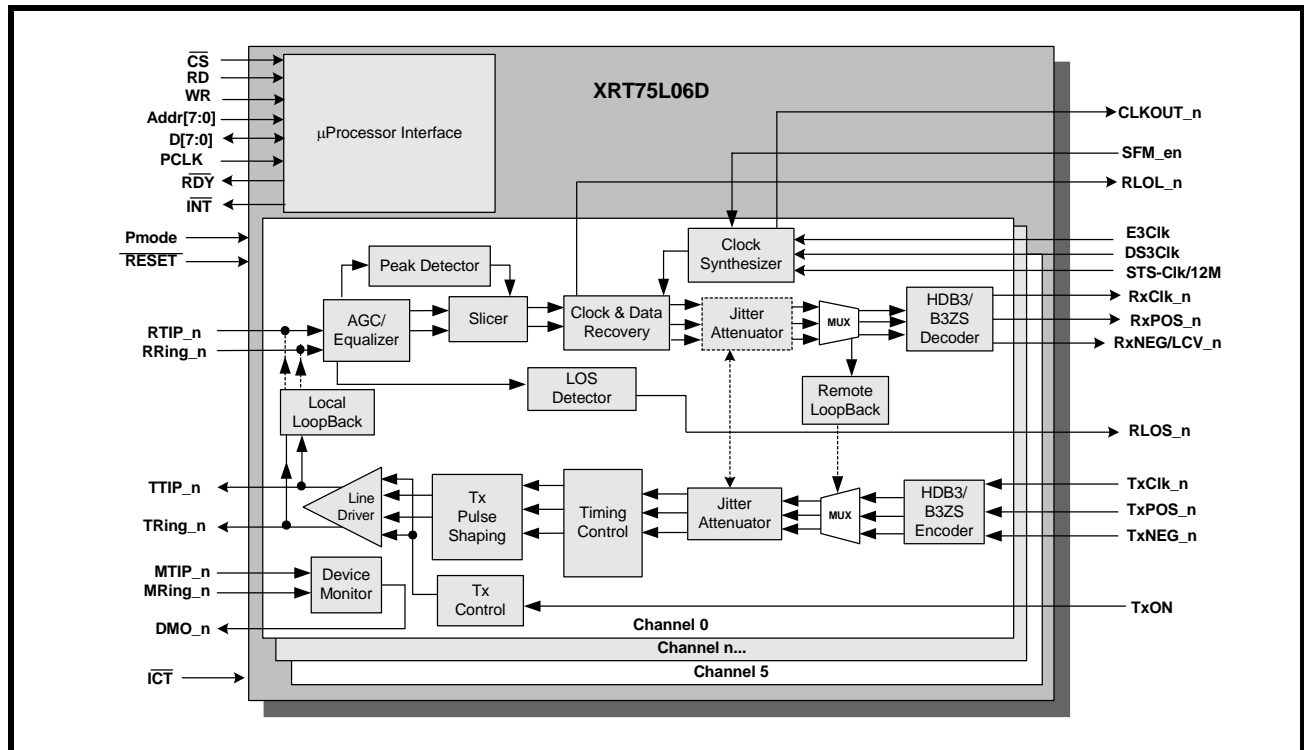 XRT75L06D
CS
RD
WR
Addr[7:0]
D[7:0]
PCLK
RDY
INT
µProcessor Interface
Pmode
RESET
CLKOUT_n
SFM_en
RLOL_n
E3Clk
DS3Clk
STS-Clk/12M
Clock
Synthesizer
Peak Detector
RTIP_n
RRing_n
AGC/
Equalizer
Slicer
Clock & Data
Recovery
Jitter
Attenuator
MUX
HDB3/
B3ZS
Decoder
RxClk_n
RxPOS_n
RxNEG/LCV_n
Local
LoopBack
LOS
Detector
Remote
LoopBack
RLOS_n
TTIP_n
TRing_n
Line
Driver
Tx
Pulse
Shaping
Timing
Control
Jitter
Attenuator
MUX
HDB3/
B3ZS
Encoder
TxClk_n
TxPOS_n
TxNEG_n
MTIP_n
MRing_n
DMO_n
Device
Monitor
Tx
Control
TxON
Channel 0
Channel n...
Channel 5
ICT